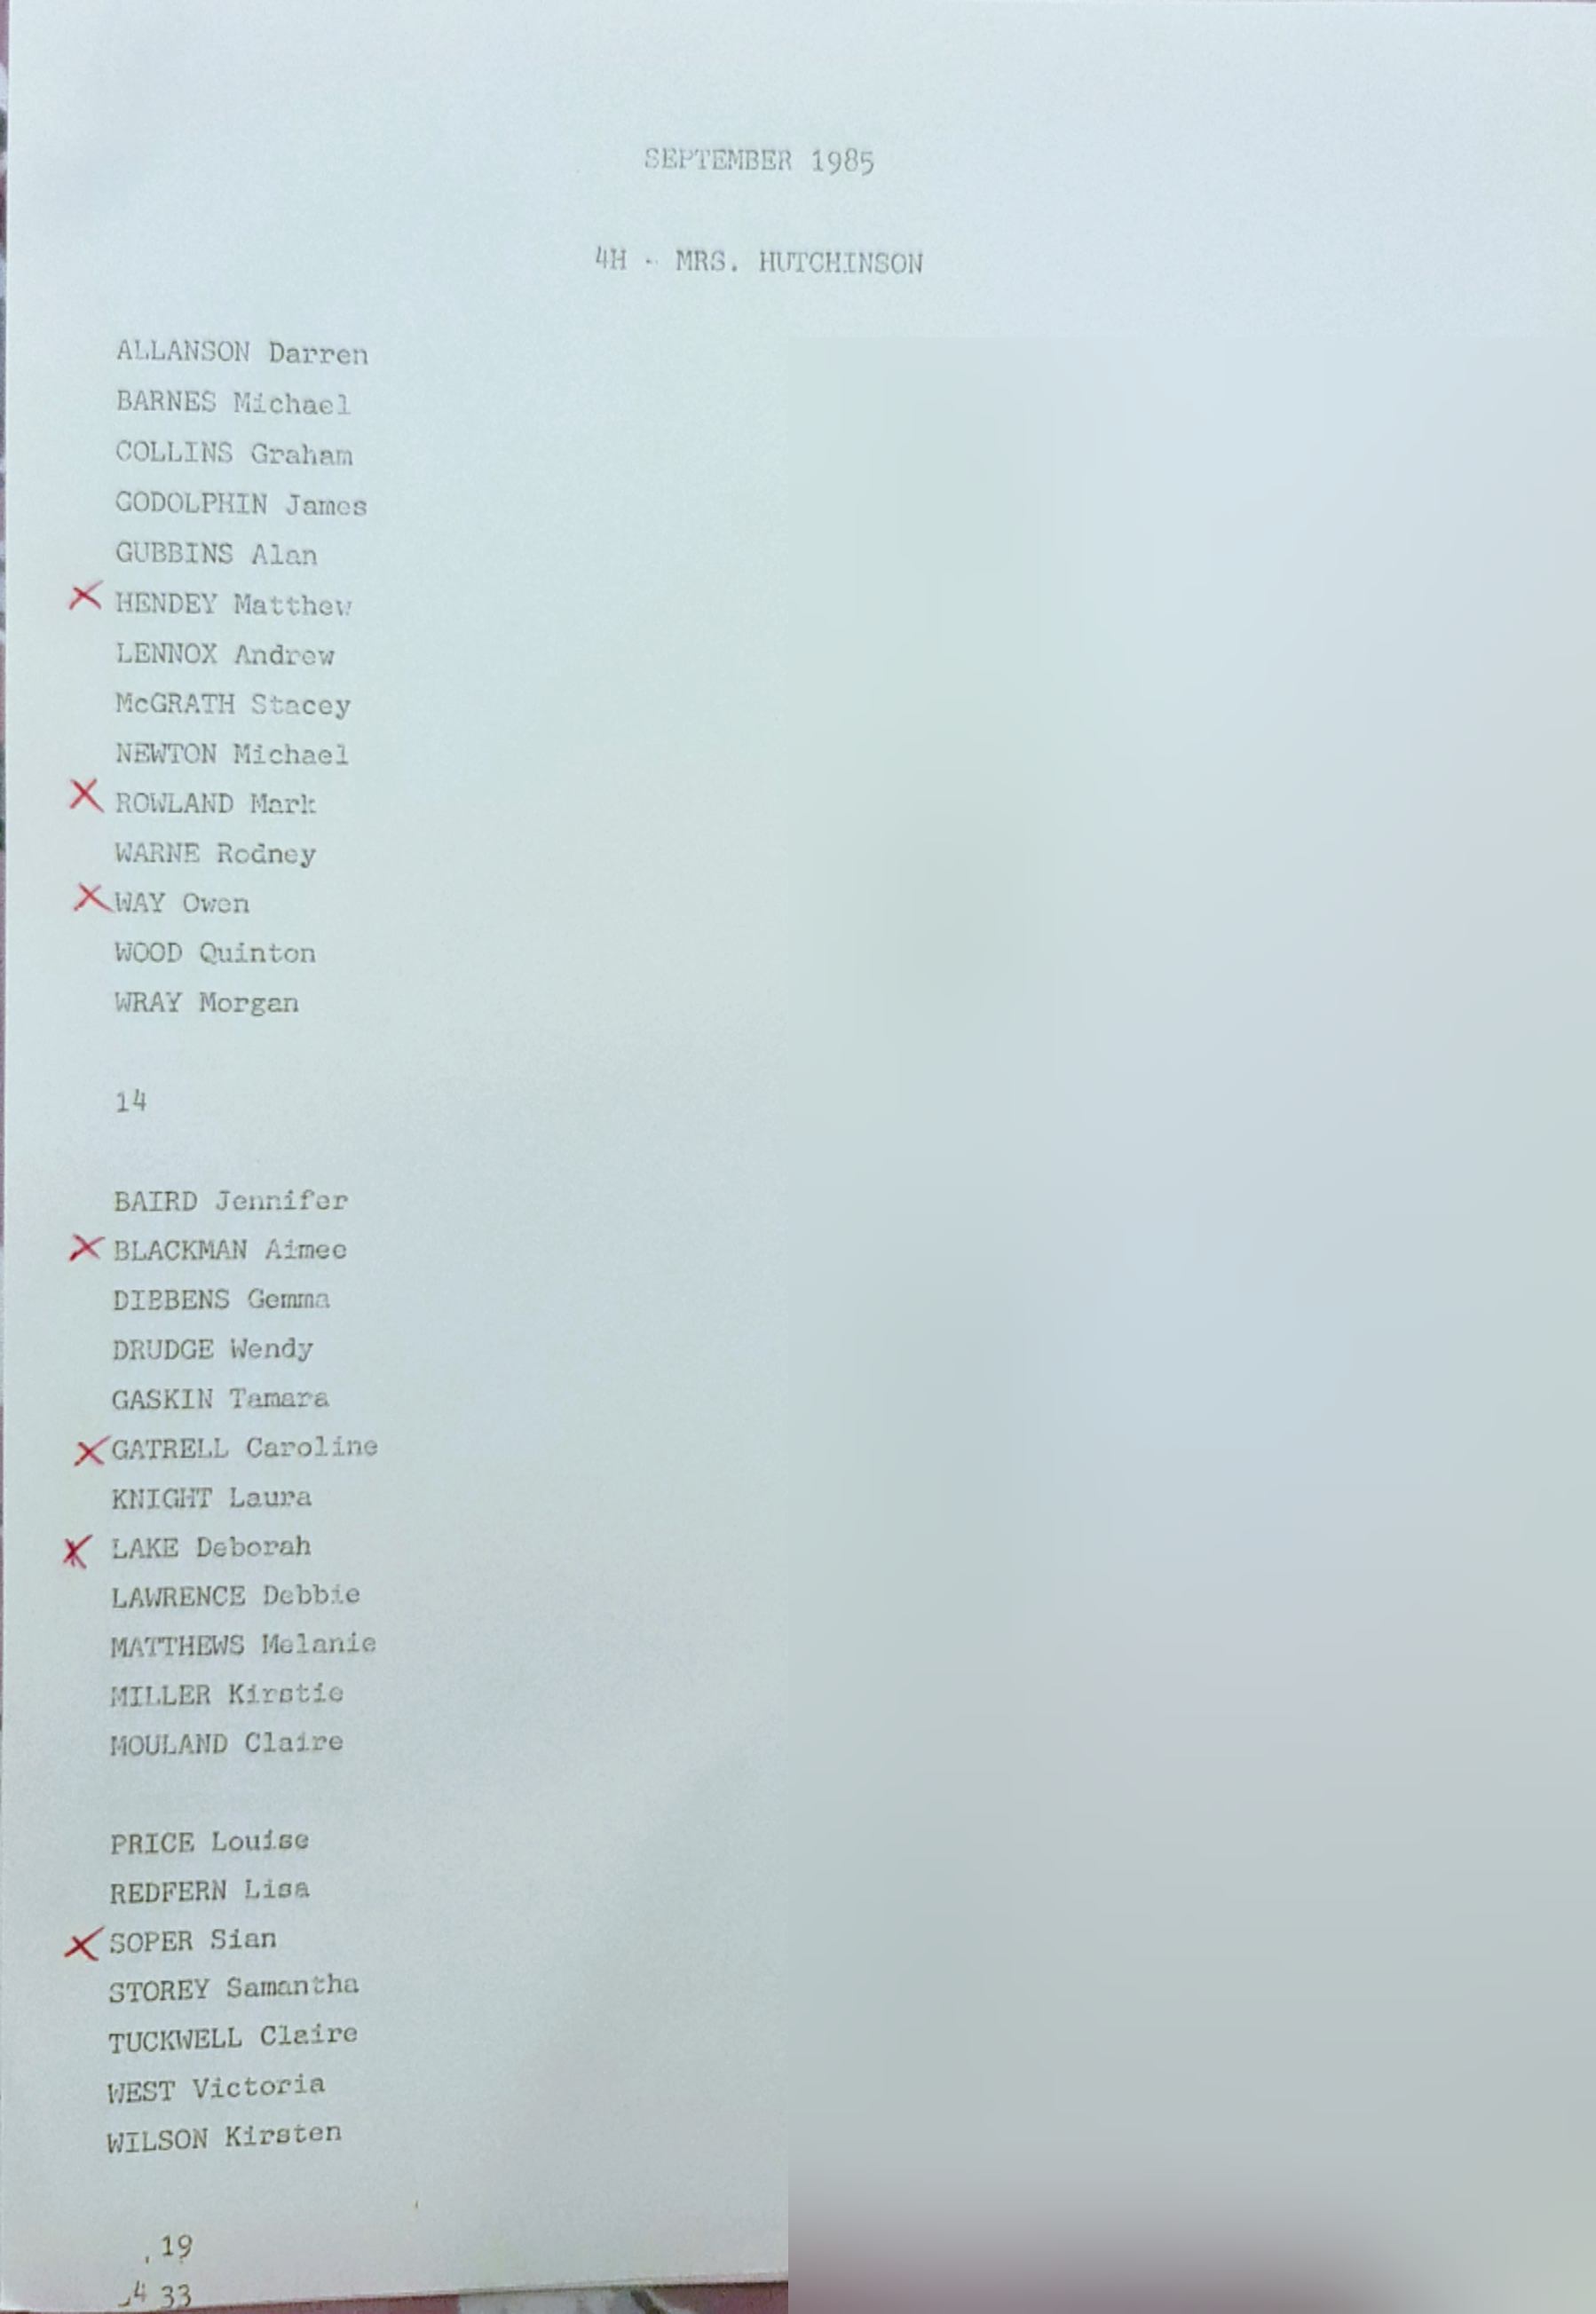 SEPTEMBER 1985
4H - MRS. HUTCHINSON
ALLANSON Darren
BARNES Michael
COLLINS Graham
GODOLPHIN James
GUBBINS Alan
X HENDEY Matthew
LENNOX Andrew
McGRATH Stacey
NEWTON Michael
X ROWLAND Mark
WARNE Rodney
X WAY Owen
WOOD Quinton
WRAY Morgan
14
BAIRD Jennifer
X BLACKMAN Aimee
DIBBENS Gemma
DRUDGE Wendy
GASKIN Tamara
X GATRELL Caroline
KNIGHT Laura
X LAKE Deborah
LAWRENCE Debbie
MATTHEWS Melanie
MILLER Kirstie
MOULAND Claire
PRICE Louise
REDFERN Lisa
X SOPER Sian
STOREY Samantha
TUCKWELL Claire
WEST Victoria
WILSON Kirsten
19
33